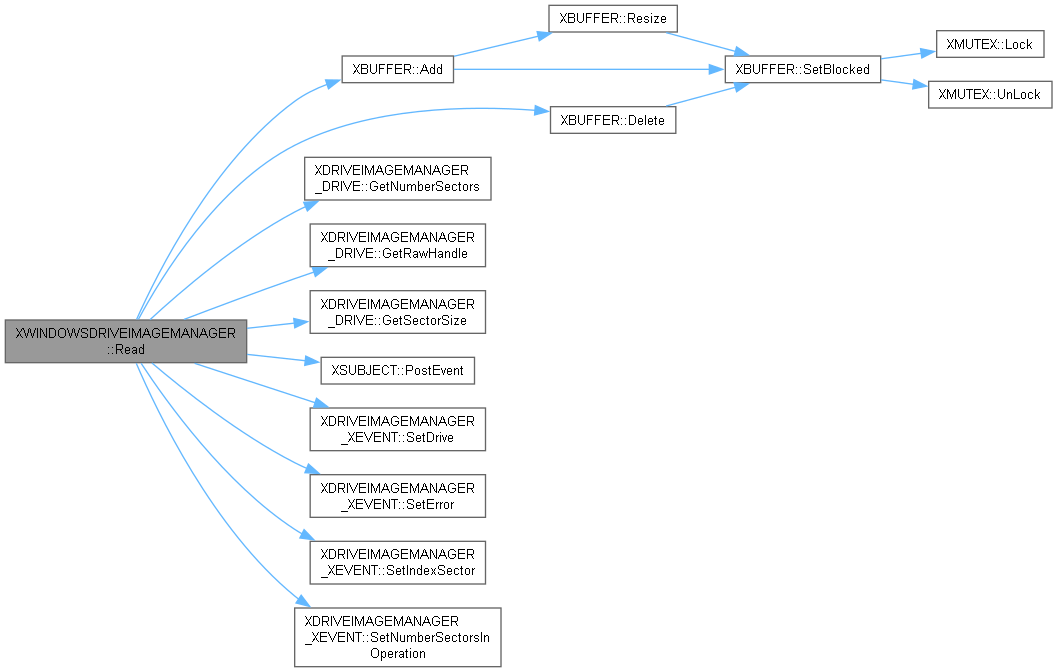 XBUFFER::Resize
XMUTEX::Lock
XBUFFER::Add
XBUFFER::SetBlocked
XMUTEX::UnLock
XBUFFER::Delete
XDRIVEIMAGEMANAGER
_DRIVE::GetNumberSectors
XDRIVEIMAGEMANAGER
_DRIVE::GetRawHandle
XDRIVEIMAGEMANAGER
_DRIVE::GetSectorSize
XWINDOWSDRIVEIMAGEMANAGER
::Read
XSUBJECT::PostEvent
XDRIVEIMAGEMANAGER
_XEVENT::SetDrive
XDRIVEIMAGEMANAGER
_XEVENT::SetError
XDRIVEIMAGEMANAGER
_XEVENT::SetIndexSector
XDRIVEIMAGEMANAGER
_XEVENT::SetNumberSectorsIn
Operation